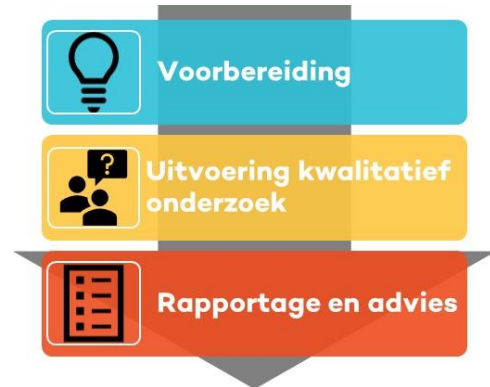 Voorbereiding
?
Uitvoering kwalitatief
onderzoek
Rapportage en advies